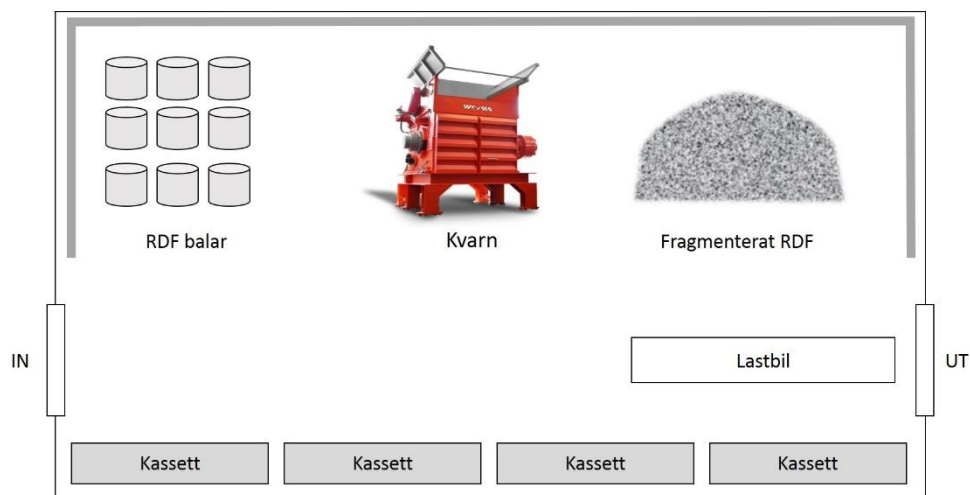 RDF balar
Kvarn
Fragmenterat RDF
IN
Lastbil
UT
Kassett
Kassett
Kassett
Kassett